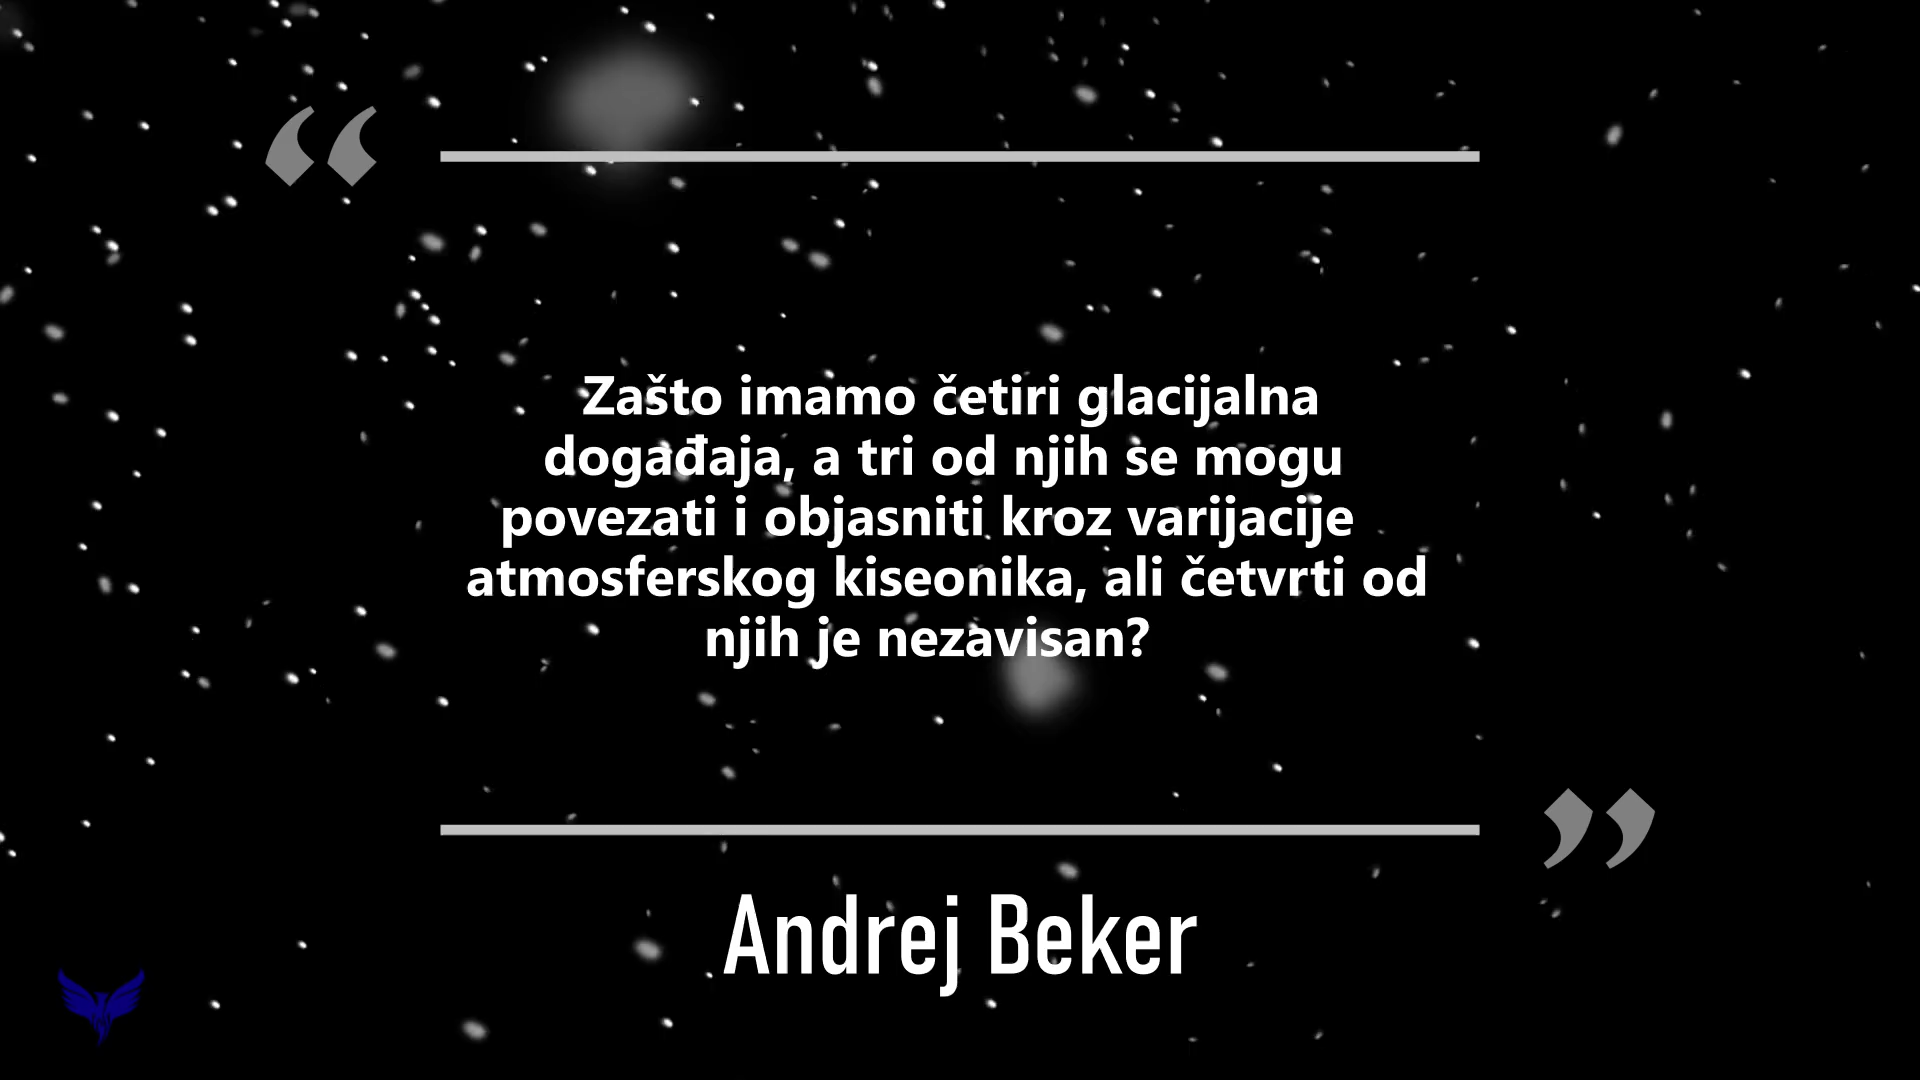 Zašto imamo četiri glacijalna
događaja, a tri od njih se mogu
povezati i objasniti kroz varijacije
atmosferskog kiseonika, ali četvrti od
njih je nezavisan?
Andrej Beker